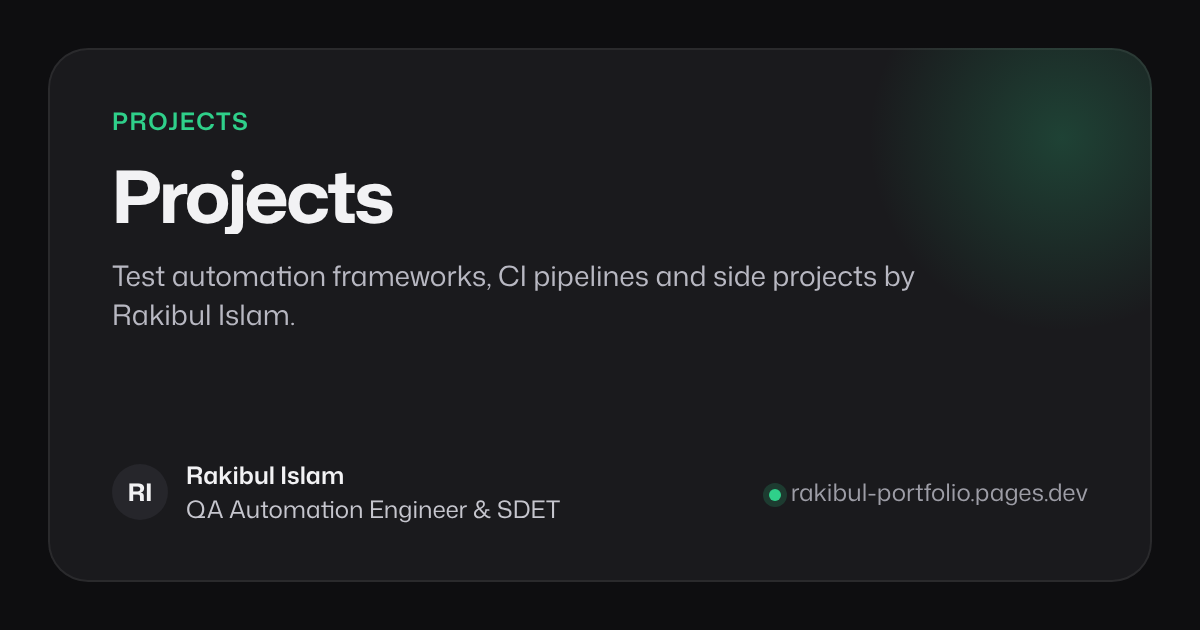 PROJECTS
Projects
Test automation frameworks, CI pipelines and side projects by
Rakibul Islam.
RI
Rakibul Islam
QA Automation Engineer & SDET
rakibul-portfolio.pages.dev